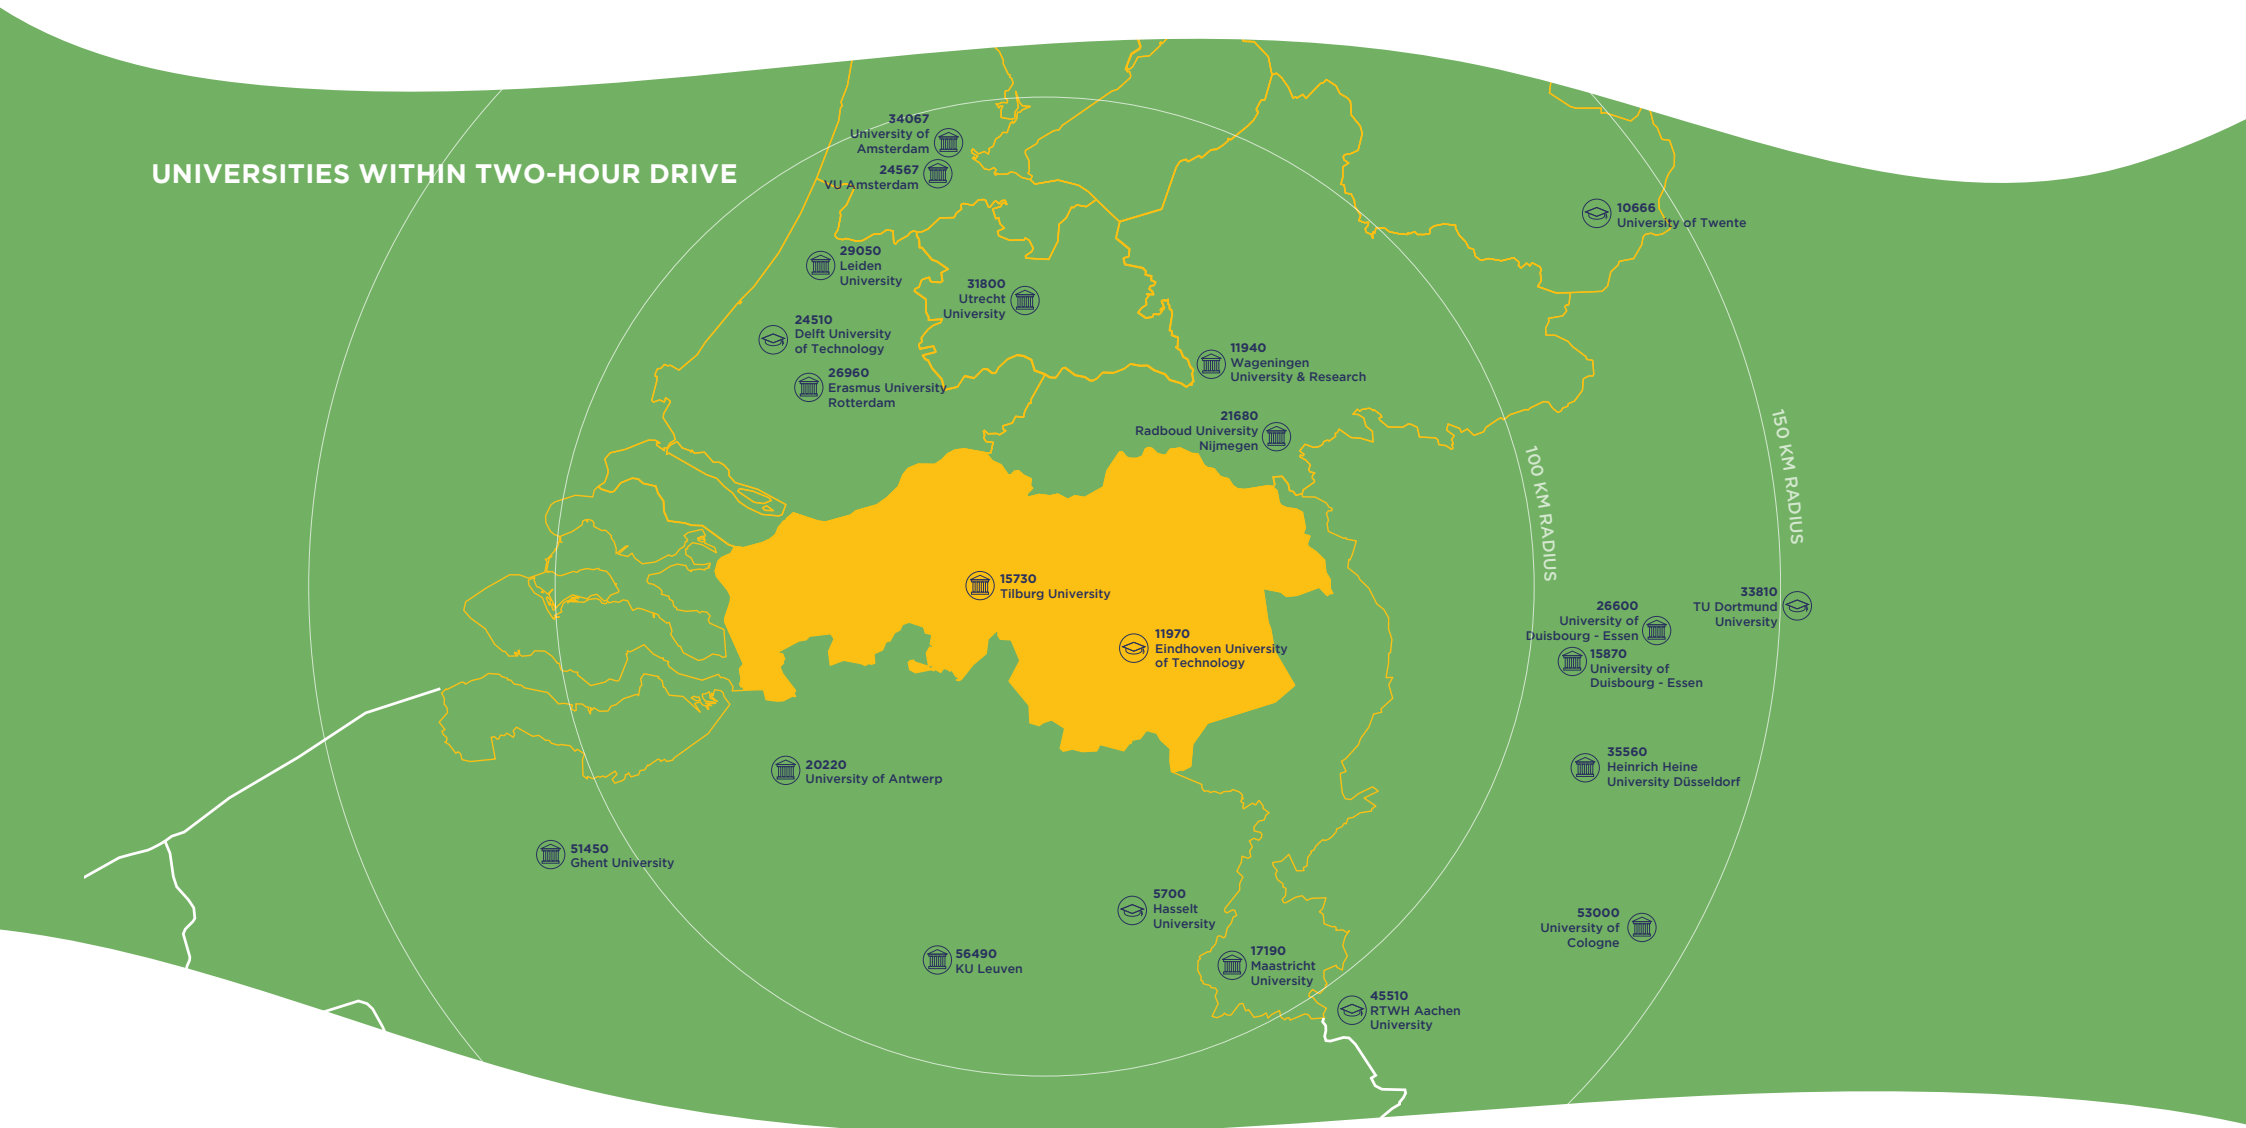 UNIVERSITIES WITHIN TWO-HOUR DRIVE
34067
University of
Amsterdam
24567
VU Amsterdam
10666
University of Twente
29050
Leiden
University
31800
Utrecht
University
24510
Delft University
of Technology
26960
Erasmus University
Rotterdam
11940
Wageningen
University & Research
21680
Radboud University
Nijmegen
100 KM RADIUS
150 KM RADIUS
15730
Tilburg University
11970
Eindhoven University
of Technology
33810
TU Dortmund
University
26600
University of
Duisbourg - Essen
15870
University of
Duisbourg - Essen
35560
Heinrich Heine
University Düsseldorf
20220
University of Antwerp
51450
Ghent University
5700
Hasselt
University
53000
University of
Cologne
56490
KU Leuven
17190
Maastricht
University
45510
RTWH Aachen
University